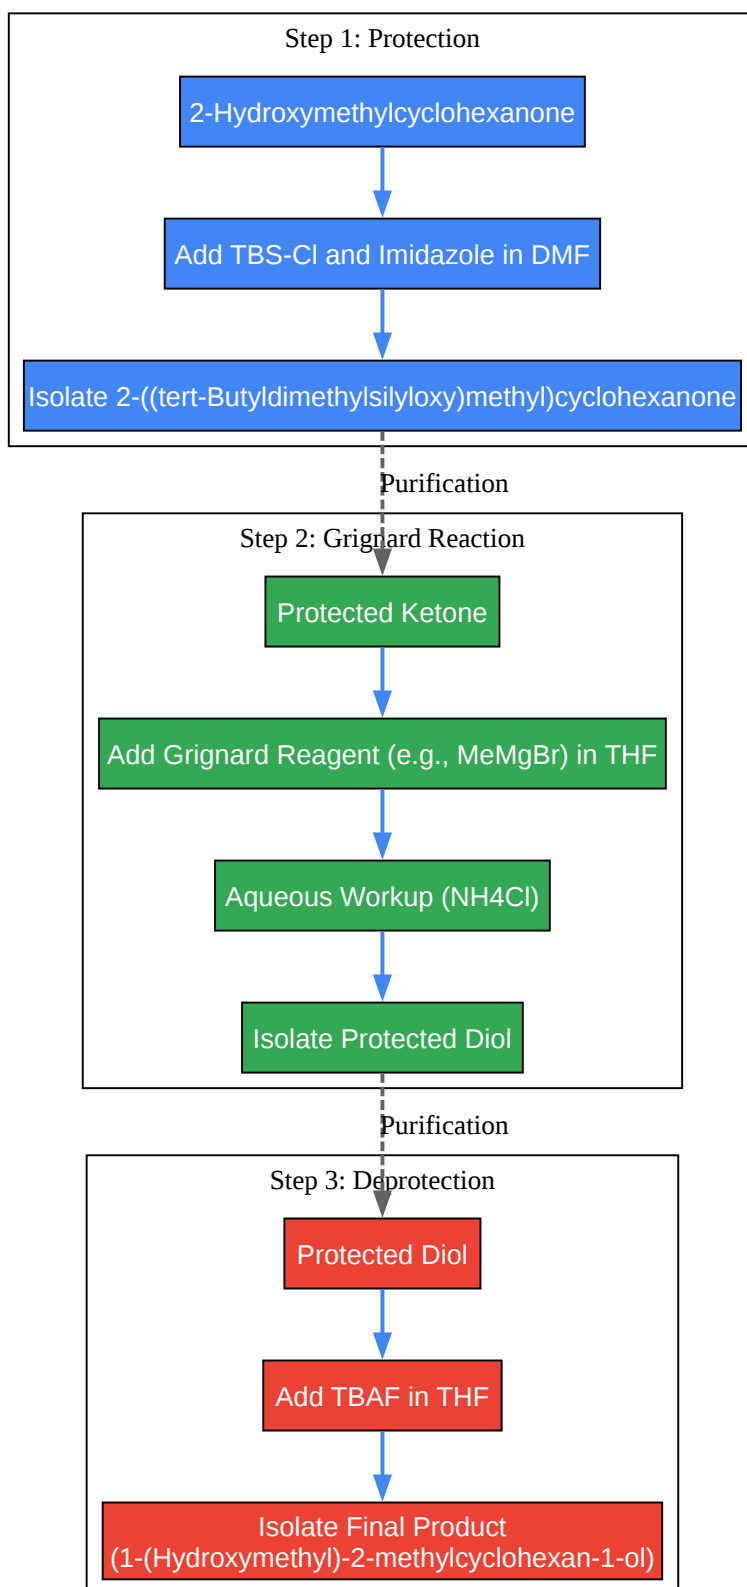 Step 1: Protection
2-Hydroxymethylcyclohexanone
Add TBS-Cl and Imidazole in DMF
Isolate 2-((tert-Butyldimethylsilyloxy)methyl)cyclohexanone
Purification
Step 2: Grignard Reaction
Protected Ketone
Add Grignard Reagent (e.g., MeMgBr) in THF
Aqueous Workup (NH4Cl)
Isolate Protected Diol
Purification
Step 3: Deprotection
Protected Diol
Add TBAF in THF
Isolate Final Product
(1-(Hydroxymethyl)-2-methylcyclohexan-1-ol)